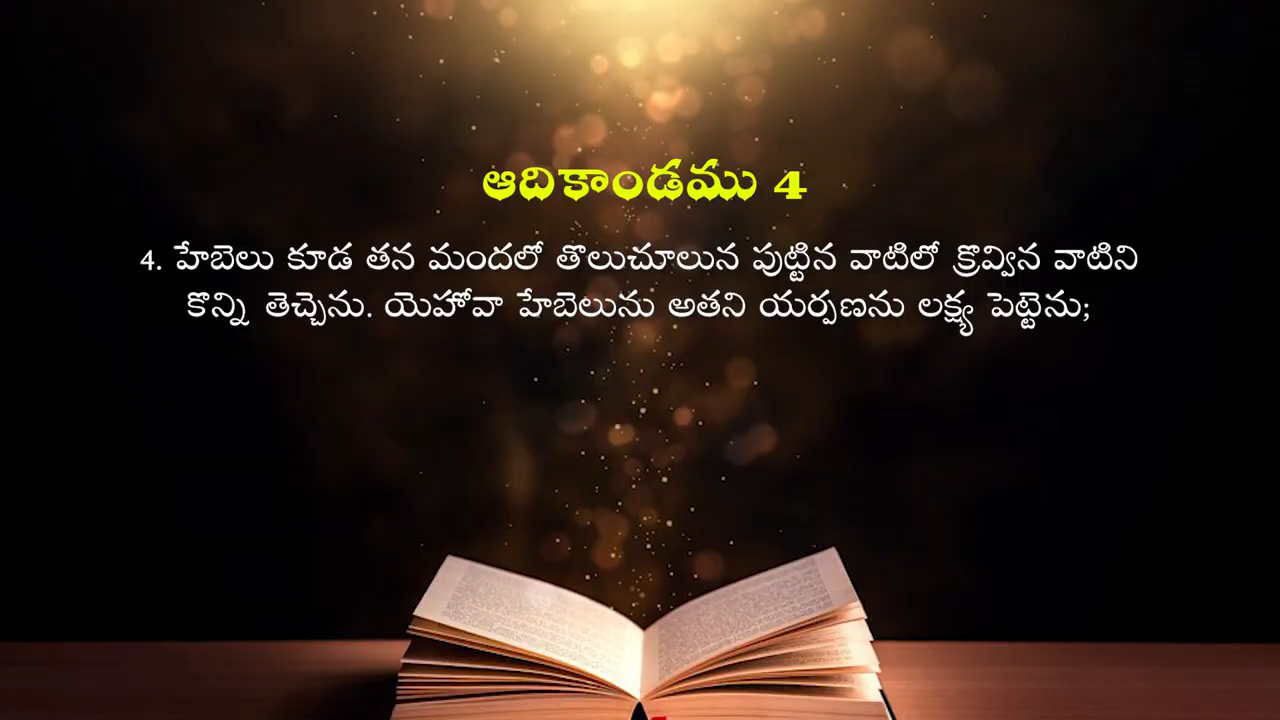 ఆదికాండము 4
4. హేబెలు కూడ తన మందలో తొలుచూలున పుట్టిన వాటిలో క్రొవ్విన వాటిని
కొన్ని తెచ్చెను. యెహోవా హేబెలును అతని యర్పణను లక్ష్య పెట్టెను;